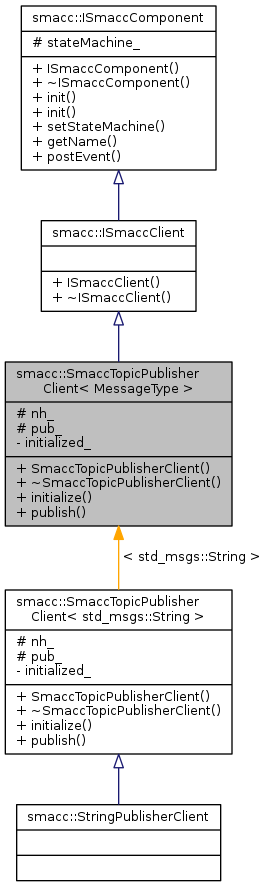 smacc::ISmaccComponent
# stateMachine_
+ ISmaccComponent()
+ ~ISmaccComponent()
+ init()
+ init()
+ setStateMachine()
+ getName()
+ postEvent()
smacc::ISmaccClient
+ ISmaccClient()
+ ~ISmaccClient()
smacc::SmaccTopicPublisher
Client< MessageType >
# nh_
# pub_
- initialized_
+ SmaccTopicPublisherClient()
+ ~SmaccTopicPublisherClient()
+ initialize()
+ publish()
< std_msgs::String >
smacc::SmaccTopicPublisher
Client< std_msgs::String >
# nh_
# pub_
- initialized_
+ SmaccTopicPublisherClient()
+ ~SmaccTopicPublisherClient()
+ initialize()
+ publish()
smacc::StringPublisherClient